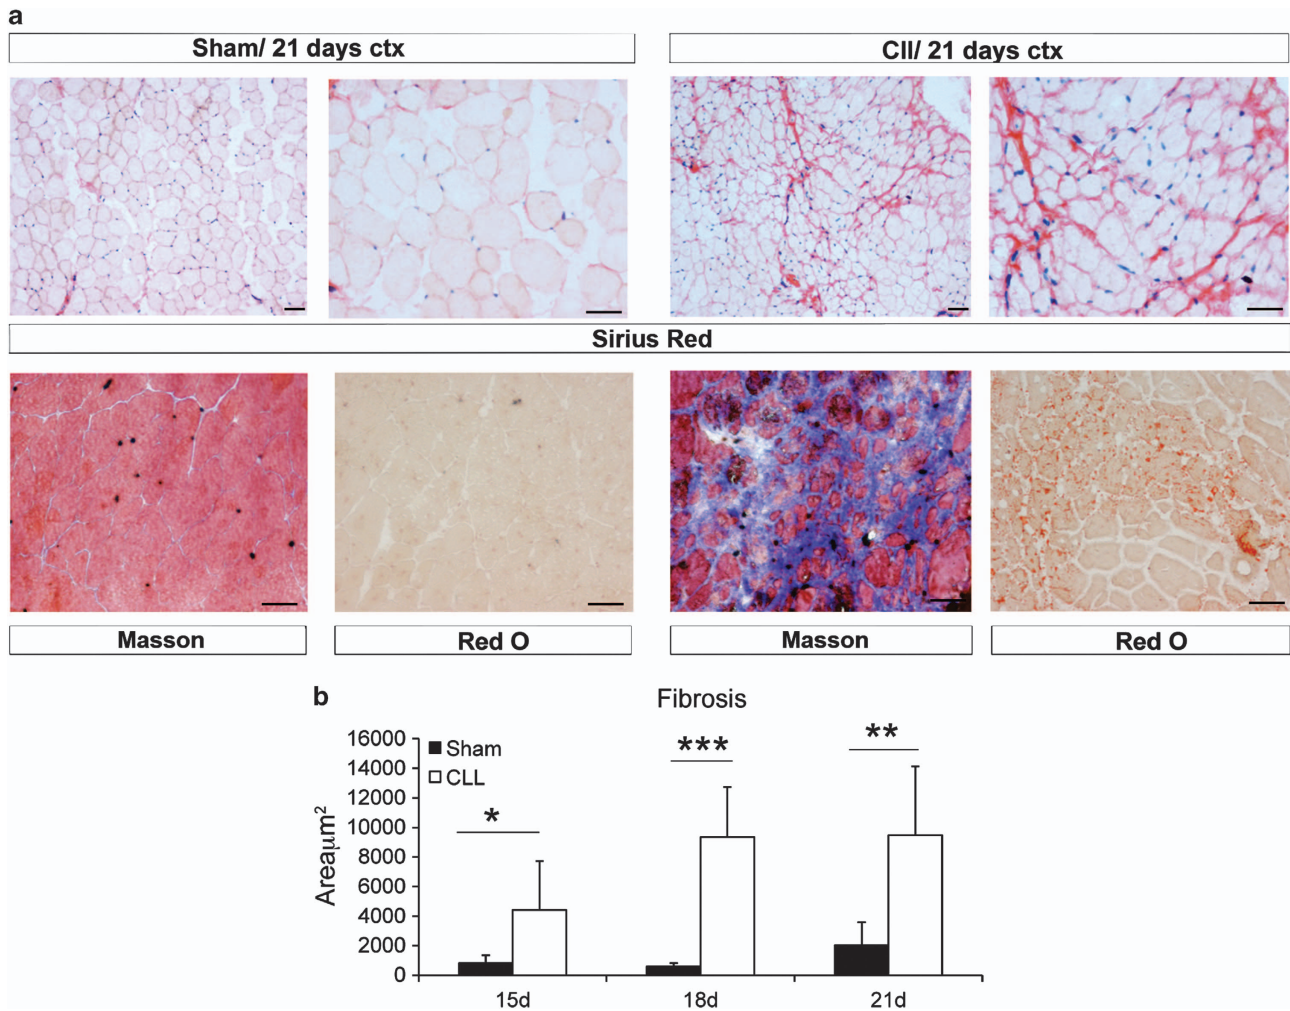 a
Sham/ 21 days ctx
Cll/ 21 days ctx
Sirius Red
Masson
Red O
Masson
Red O
b
Fibrosis
Areaμm²
16000
14000
12000
10000
8000
6000
4000
2000
0
Sham
CLL
*
***
**
15d
18d
21d